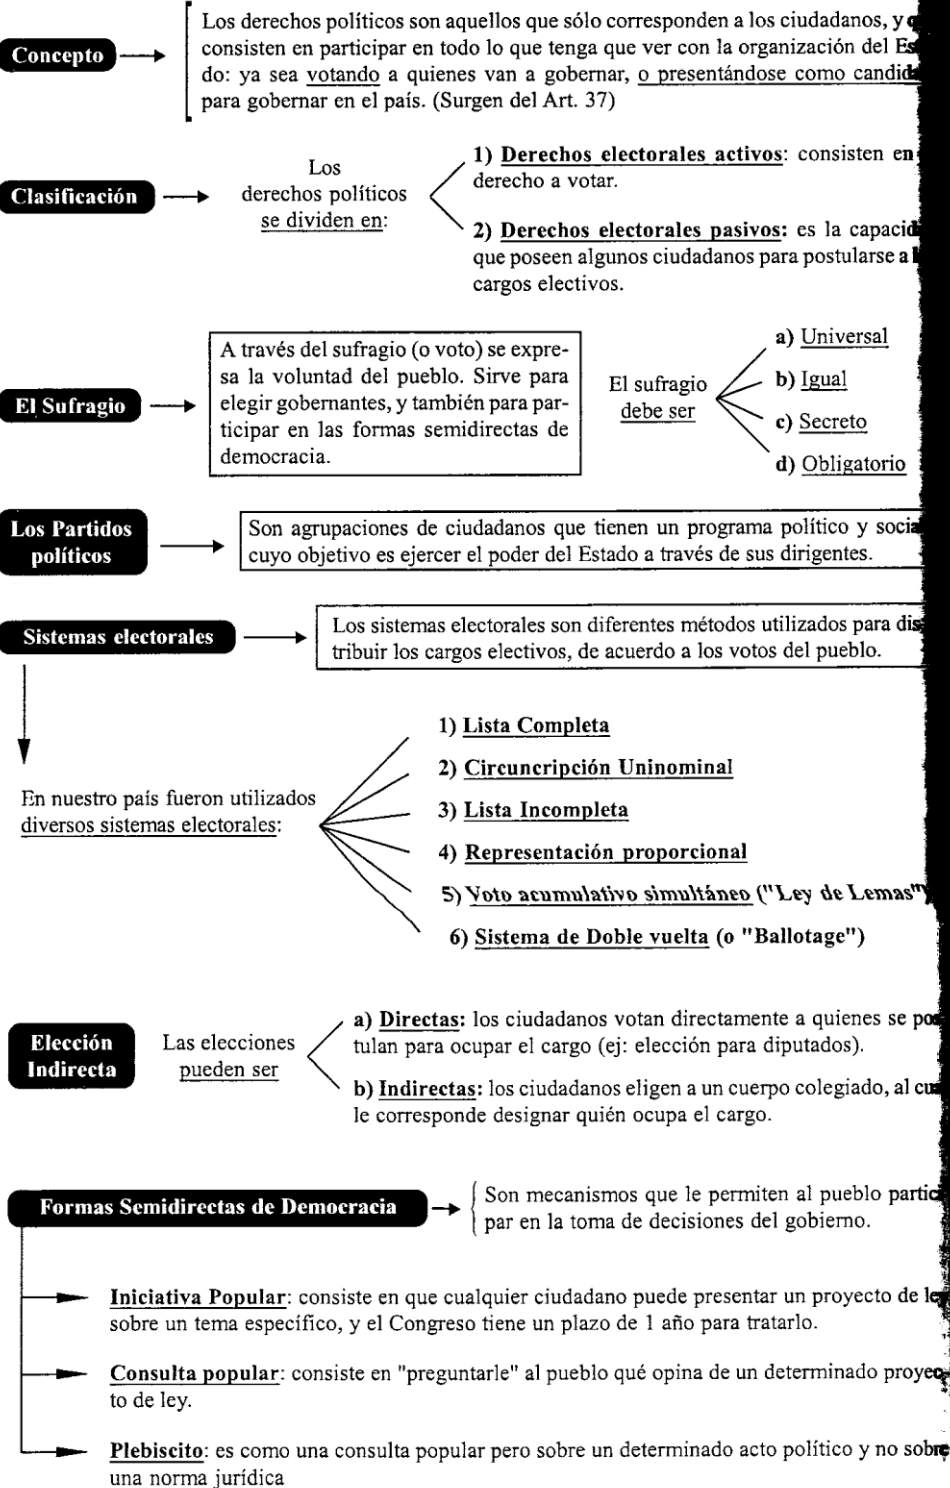 Concepto
Los derechos políticos son aquellos que sólo corresponden a los ciudadanos, y
consisten en participar en todo lo que tenga que ver con la organización del Es
do: ya sea votando a quienes van a gobernar, o presentándose como candid
para gobernar en el país. (Surgen del Art. 37)
Clasificación
Los
derechos políticos
se dividen en:
1) Derechos electorales activos: consisten en
derecho a votar.
2) Derechos electorales pasivos: es la capacid
que poseen algunos ciudadanos para postularse a
cargos electivos.
El Sufragio
A través del sufragio (o voto) se expre-
sa la voluntad del pueblo. Sirve para
elegir gobernantes, y también para par-
ticipar en las formas semidirectas de
democracia.
El sufragio
debe ser
a) Universal
b) Igual
c) Secreto
d) Obligatorio
Los Partidos
políticos
Son agrupaciones de ciudadanos que tienen un programa político y socia
cuyo objetivo es ejercer el poder del Estado a través de sus dirigentes.
Sistemas electorales
Los sistemas electorales son diferentes métodos utilizados para dis
tribuir los cargos electivos, de acuerdo a los votos del pueblo.
En nuestro país fueron utilizados
diversos sistemas electorales:
1) Lista Completa
2) Circuncripción Uninominal
3) Lista Incompleta
4) Representación proporcional
5) Voto acumulativo simultáneo ("Ley de Lemas")
6) Sistema de Doble vuelta (o "Ballotage")
Elección
Indirecta
Las elecciones
pueden ser
a) Directas: los ciudadanos votan directamente a quienes se pos
tulan para ocupar el cargo (ej: elección para diputados).
b) Indirectas: los ciudadanos eligen a un cuerpo colegiado, al cual
le corresponde designar quién ocupa el cargo.
Formas Semidirectas de Democracia
Son mecanismos que le permiten al pueblo partici
par en la toma de decisiones del gobierno.
Iniciativa Popular: consiste en que cualquier ciudadano puede presentar un proyecto de ley
sobre un tema específico, y el Congreso tiene un plazo de 1 año para tratarlo.
Consulta popular: consiste en "preguntarle" al pueblo qué opina de un determinado proyec
to de ley.
Plebiscito: es como una consulta popular pero sobre un determinado acto político y no sobre
una norma jurídica